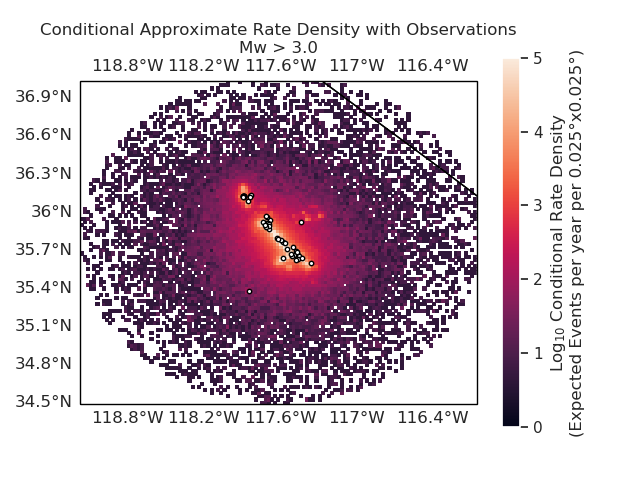 Conditional Approximate Rate Density with Observations
Mw > 3.0
118.8°W 118.2°W 117.6°W 117°W 116.4°W
36.9°N
36.6°N
36.3°N
36°N
35.7°N
35.4°N
35.1°N
34.8°N
34.5°N
118.8°W 118.2°W 117.6°W 117°W 116.4°W
5
4
3
2
1
0
Log₁₀ Conditional Rate Density
(Expected Events per year per 0.025°x0.025°)